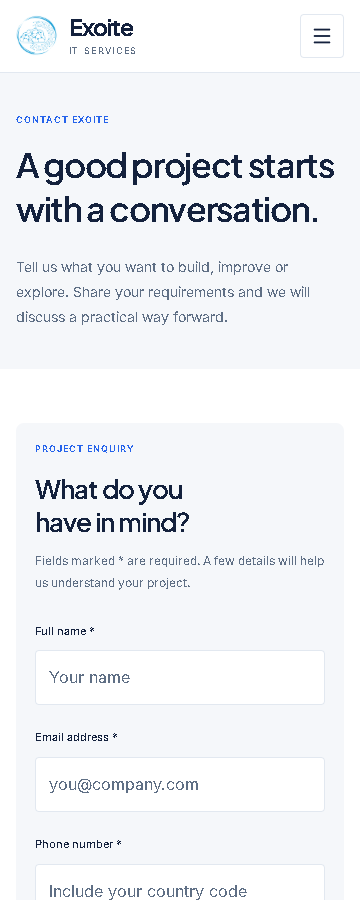 Exoite
IT SERVICES
CONTACT EXOITE
A good project starts
with a conversation.
Tell us what you want to build, improve or
explore. Share your requirements and we will
discuss a practical way forward.
PROJECT ENQUIRY
What do you
have in mind?
Fields marked * are required. A few details will help
us understand your project.
Full name *
Your name
Email address *
you@company.com
Phone number *
Include your country code